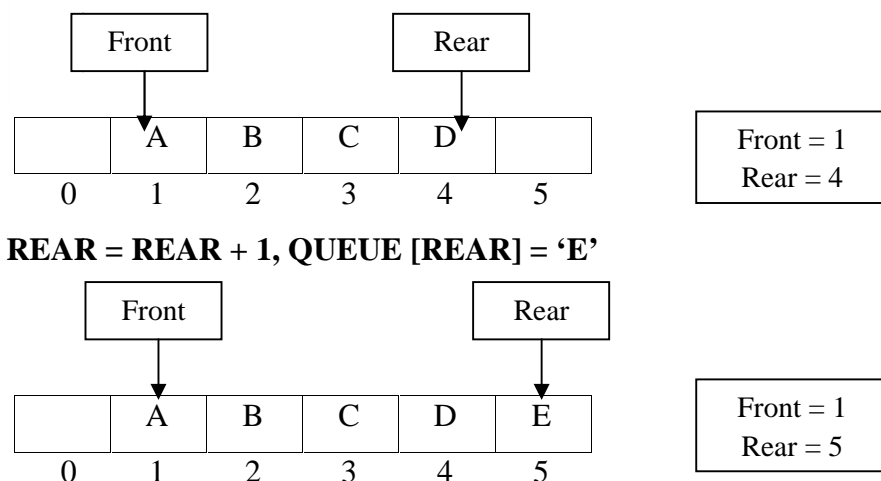 Front Rear
A B C D
0 1 2 3 4 5
Front = 1
Rear = 4
REAR = REAR + 1, QUEUE [REAR] = ‘E’
Front Rear
A B C D E
0 1 2 3 4 5
Front = 1
Rear = 5